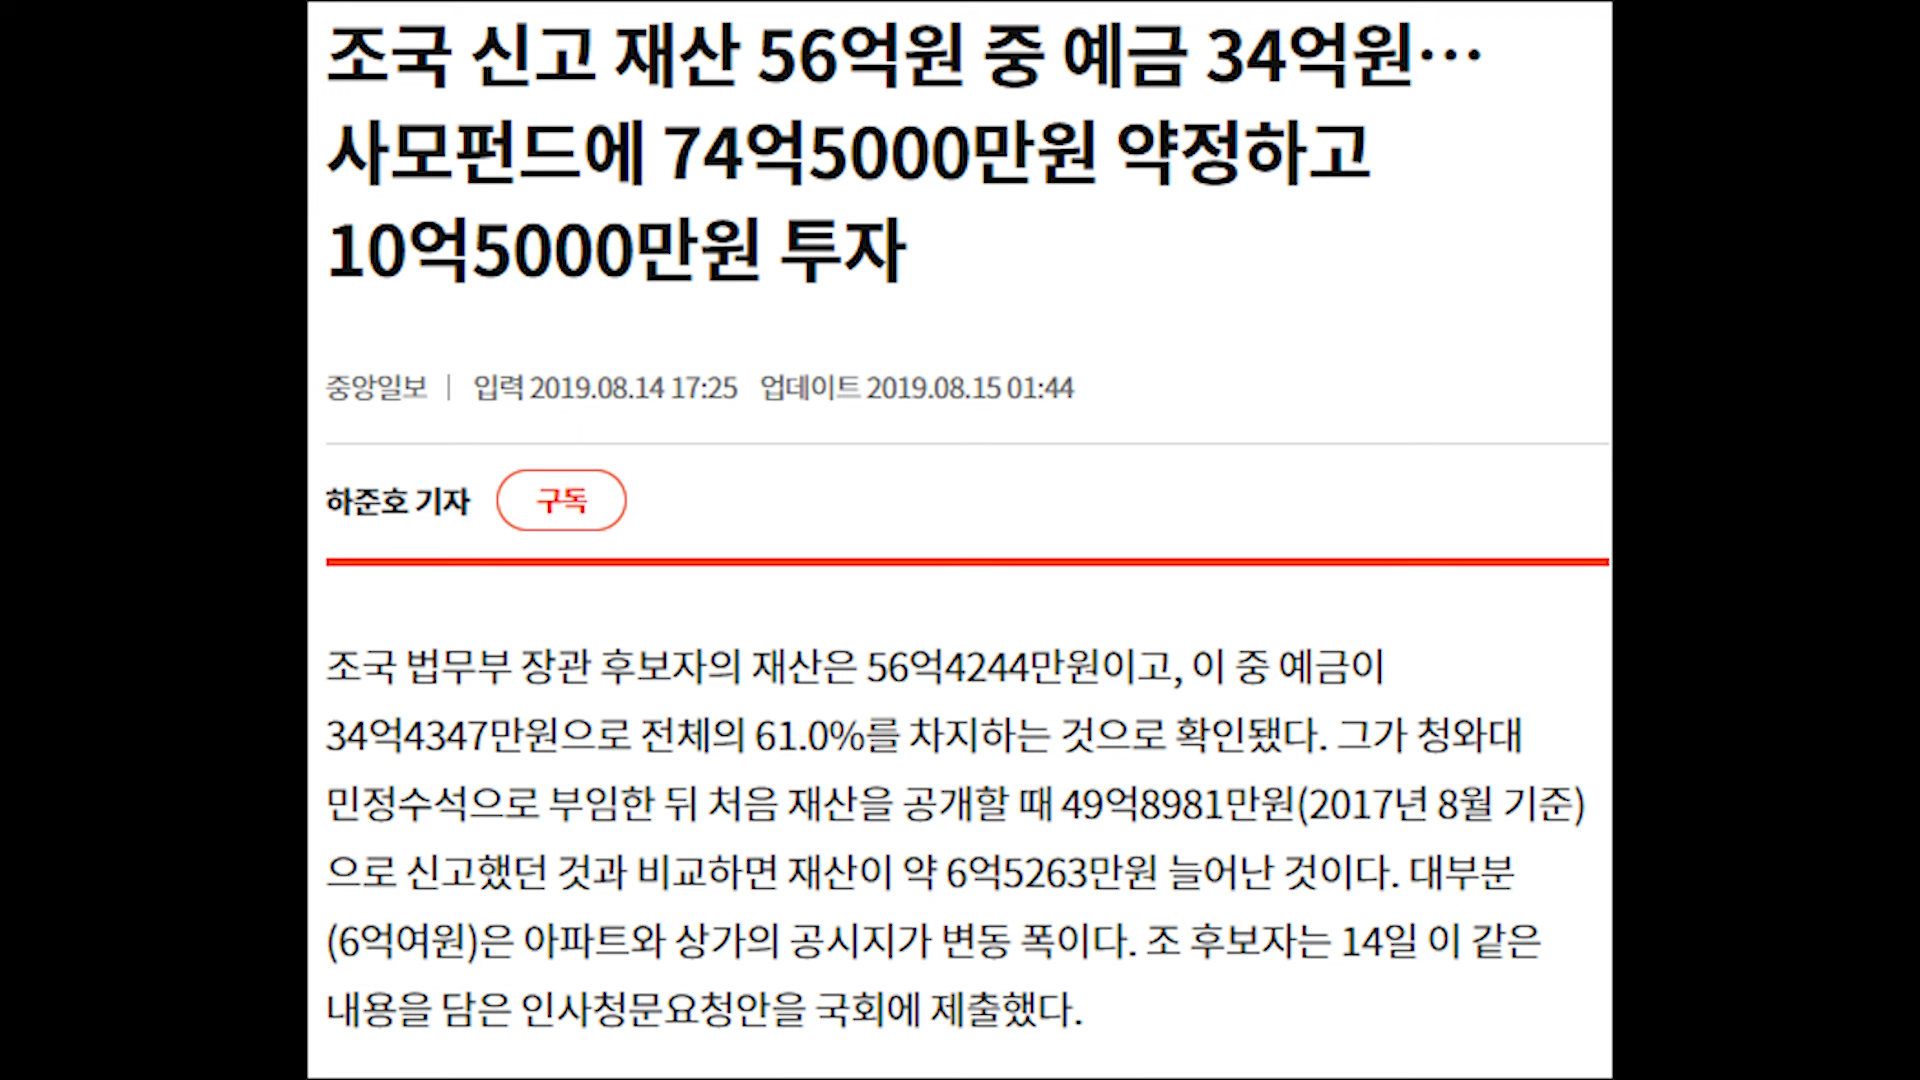 조국 신고 재산 56억원 중 예금 34억원…
사모펀드에 74억5000만원 약정하고
10억5000만원 투자
중앙일보 | 입력 2019.08.14 17:25 업데이트 2019.08.15 01:44
하준호 기자 구독
조국 법무부 장관 후보자의 재산은 56억4244만원이고, 이 중 예금이
34억4347만원으로 전체의 61.0%를 차지하는 것으로 확인됐다. 그가 청와대
민정수석으로 부임한 뒤 처음 재산을 공개할 때 49억8981만원(2017년 8월 기준)
으로 신고했던 것과 비교하면 재산이 약 6억5263만원 늘어난 것이다. 대부분
(6억여원)은 아파트와 상가의 공시지가 변동 폭이다. 조 후보자는 14일 이 같은
내용을 담은 인사청문요청안을 국회에 제출했다.